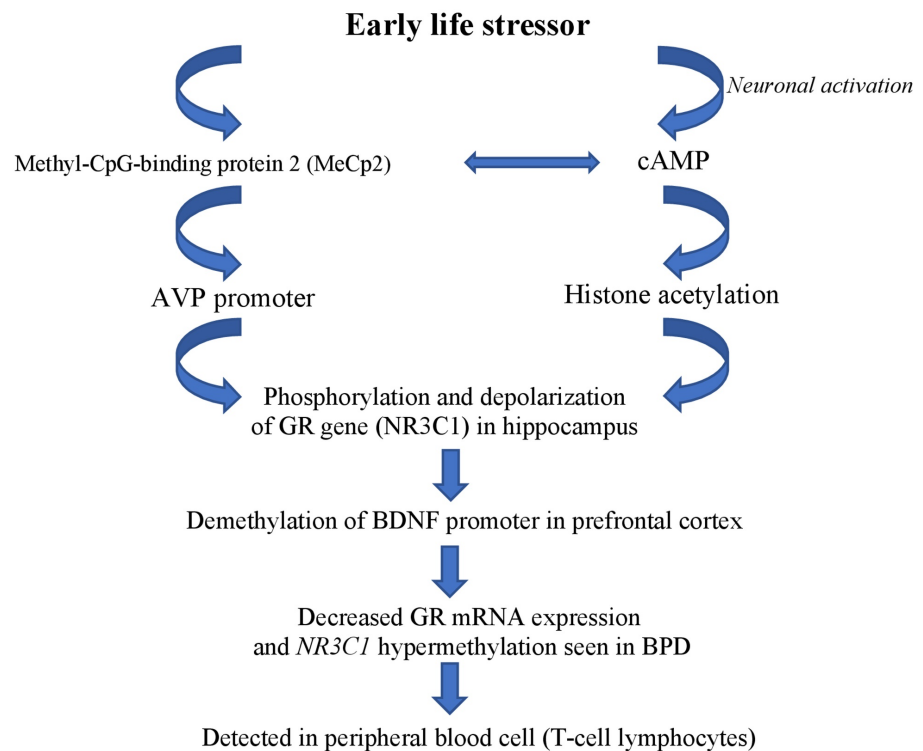 Early life stressor
Neuronal activation
Methyl-CpG-binding protein 2 (MeCp2)
cAMP
AVP promoter
Histone acetylation
Phosphorylation and depolarization
of GR gene (NR3C1) in hippocampus
Demethylation of BDNF promoter in prefrontal cortex
Decreased GR mRNA expression
and NR3C1 hypermethylation seen in BPD
Detected in peripheral blood cell (T-cell lymphocytes)